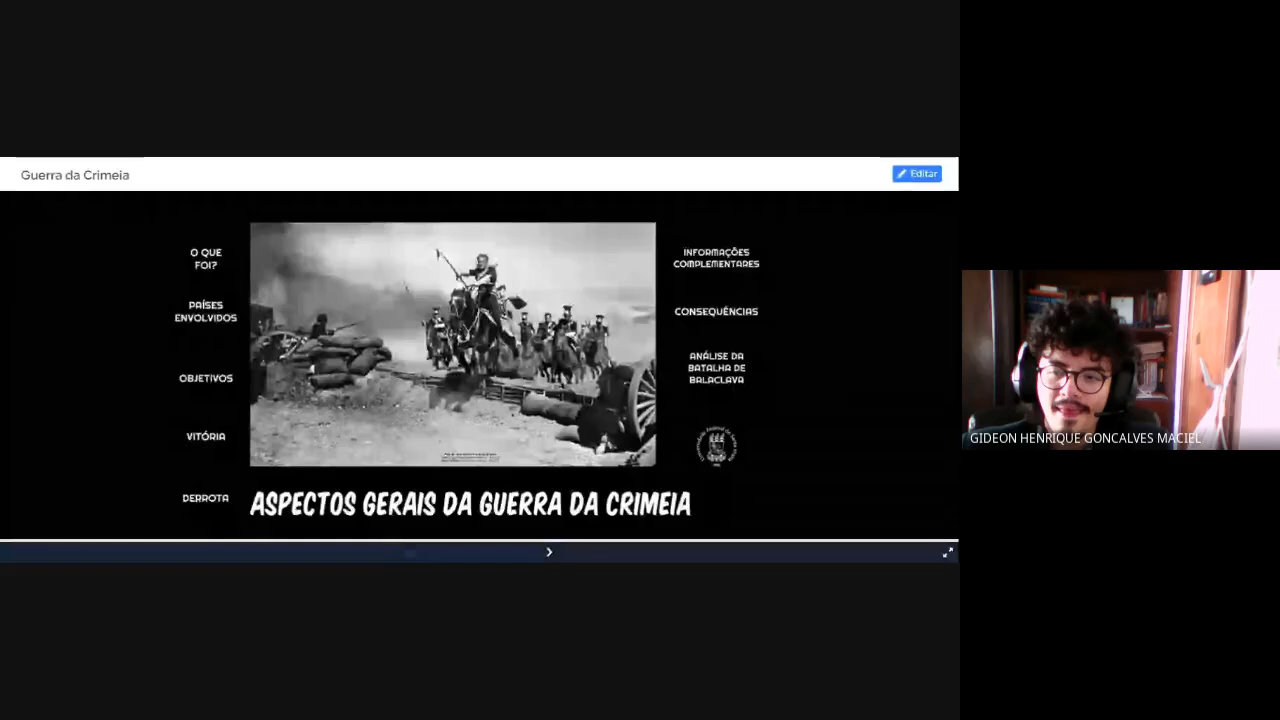 Guerra da Crimeia
Editar
O QUE
FOI?
PAÍSES
ENVOLVIDOS
OBJETIVOS
VITÓRIA
DERROTA
INFORMAÇÕES
COMPLEMENTARES
CONSEQUÊNCIAS
ANÁLISE DA
BATALHA DE
BALACLAVA
ASPECTOS GERAIS DA GUERRA DA CRIMEIA
GIDEON HENRIQUE GONCALVES MACIEL